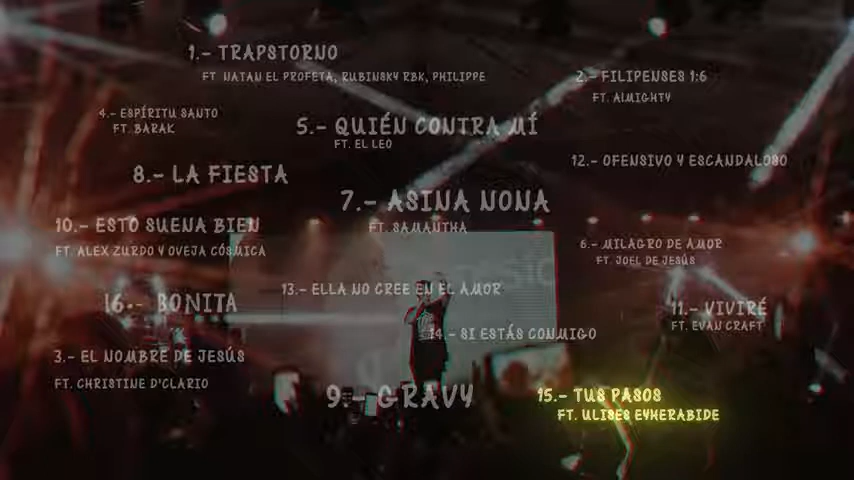 1.- TRAPSTORNO
FT NATAN EL PROFETA, RUBINSKY RBK, PHILIPPE
2.- FILIPENSES 1:6
FT. ALMIGHTY
4.- ESPÍRITU SANTO
FT. BARAK
5.- QUIÉN CONTRA MÍ
FT. EL LEO
12.- OFENSIVO Y ESCANDALOSO
8.- LA FIESTA
7.- ASINA NONA
FT. SAMANTHA
10.- ESTO SUENA BIEN
FT. ALEX ZURDO Y OVEJA CÓSMICA
6.- MILAGRO DE AMOR
FT. JOEL DE JESÚS
13.- ELLA NO CREE EN EL AMOR
16.- BONITA
11.- VIVIRÉ
FT. EVAN CRAFT
14.- SI ESTÁS CONMIGO
3.- EL NOMBRE DE JESÚS
FT. CHRISTINE D'CLARIO
9.- GRAVY
15.- TUS PASOS
FT. ULISES EYHERABIDE